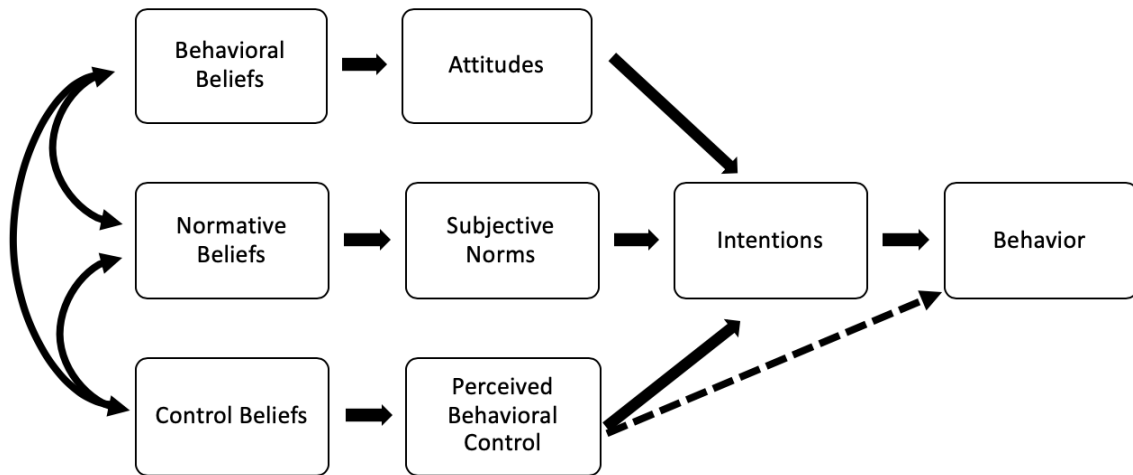 Behavioral
Beliefs
Attitudes
Normative
Beliefs
Subjective
Norms
Intentions
Behavior
Control Beliefs
Perceived
Behavioral
Control